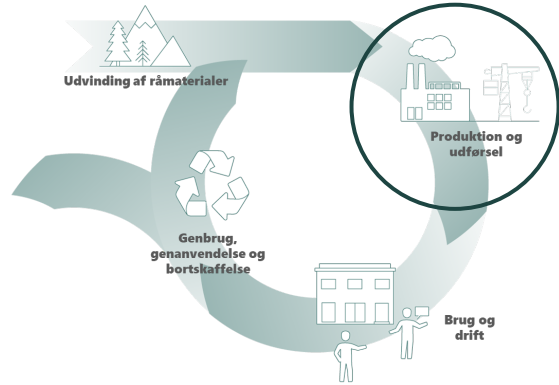 Udvinding af råmaterialer
Produktion og
udførsel
Genbrug,
genanvendelse og
bortskaffelse
Brug og
drift